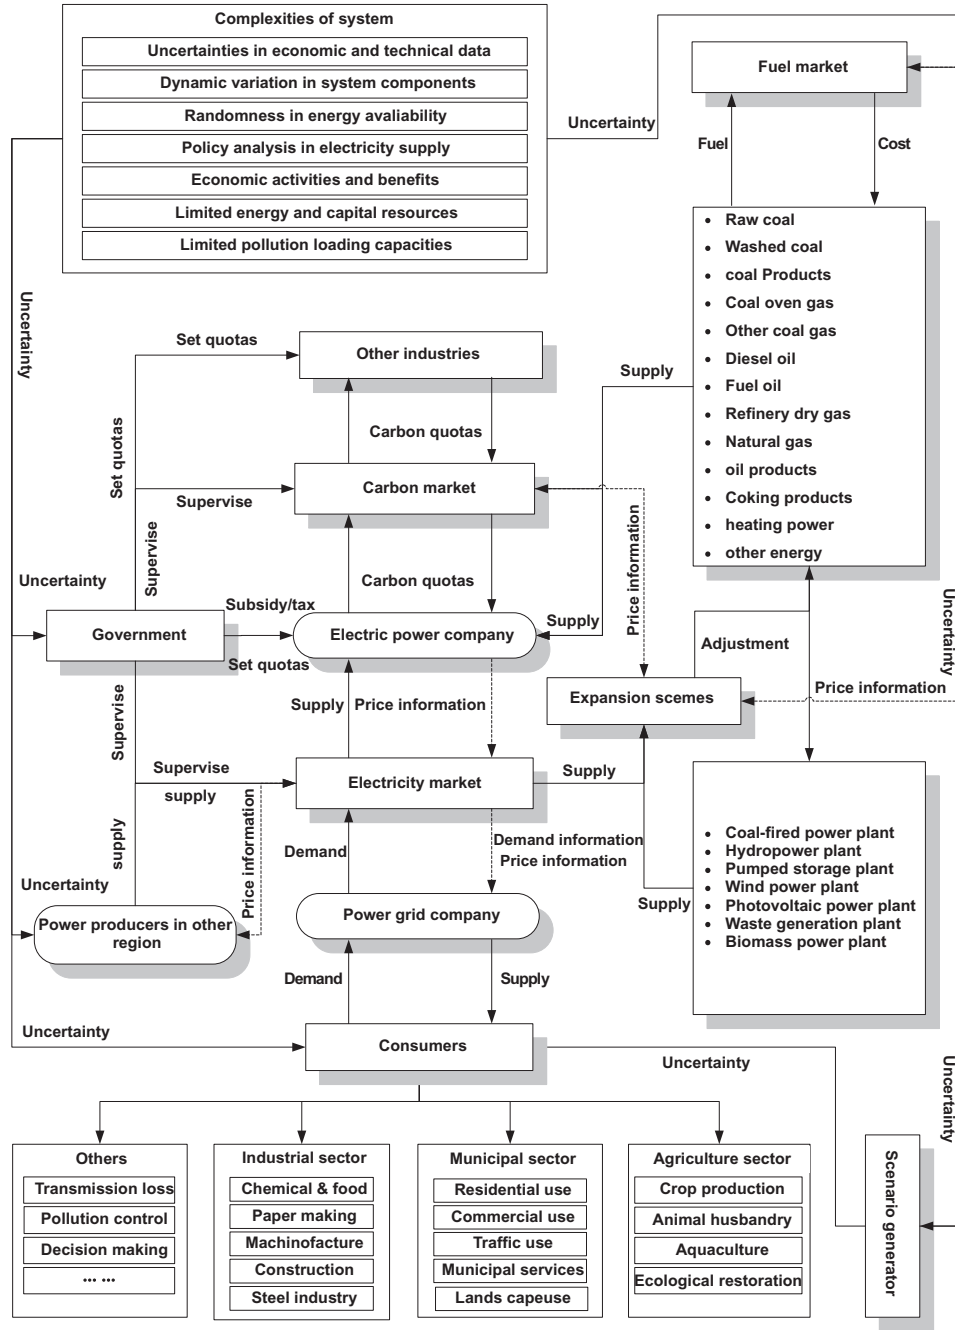 Complexities of system
Uncertainties in economic and technical data
Dynamic variation in system components
Randomness in energy avaliability
Policy analysis in electricity supply
Economic activities and benefits
Limited energy and capital resources
Limited pollution loading capacities
Uncertainty
Fuel market
Fuel
Cost
Raw coal
Washed coal
coal Products
Coal oven gas
Other coal gas
Diesel oil
Fuel oil
Refinery dry gas
Natural gas
oil products
Coking products
heating power
other energy
Uncertainty
Set quotas
Other industries
Supply
Set quotas
Carbon quotas
Supervise
Carbon market
Supervise
Carbon quotas
Price information
Uncertainty
Government
Subsidy/tax
Set quotas
Electric power company
Supply
Adjustment
Uncertainty
Supervise
Supply
Price information
Expansion scemes
Price information
Supervise
supply
Electricity market
Supply
supply
Price information
Demand
Demand information
Price information
Coal-fired power plant
Hydropower plant
Pumped storage plant
Wind power plant
Photovoltaic power plant
Waste generation plant
Biomass power plant
Supply
Uncertainty
Power producers in other
region
Power grid company
Demand
Supply
Uncertainty
Consumers
Uncertainty
Uncertainty
Others
Transmission loss
Pollution control
Decision making
... ...
Industrial sector
Chemical & food
Paper making
Machinofacture
Construction
Steel industry
Municipal sector
Residential use
Commercial use
Traffic use
Municipal services
Lands capeuse
Agriculture sector
Crop production
Animal husbandry
Aquaculture
Ecological restoration
Scenario generator